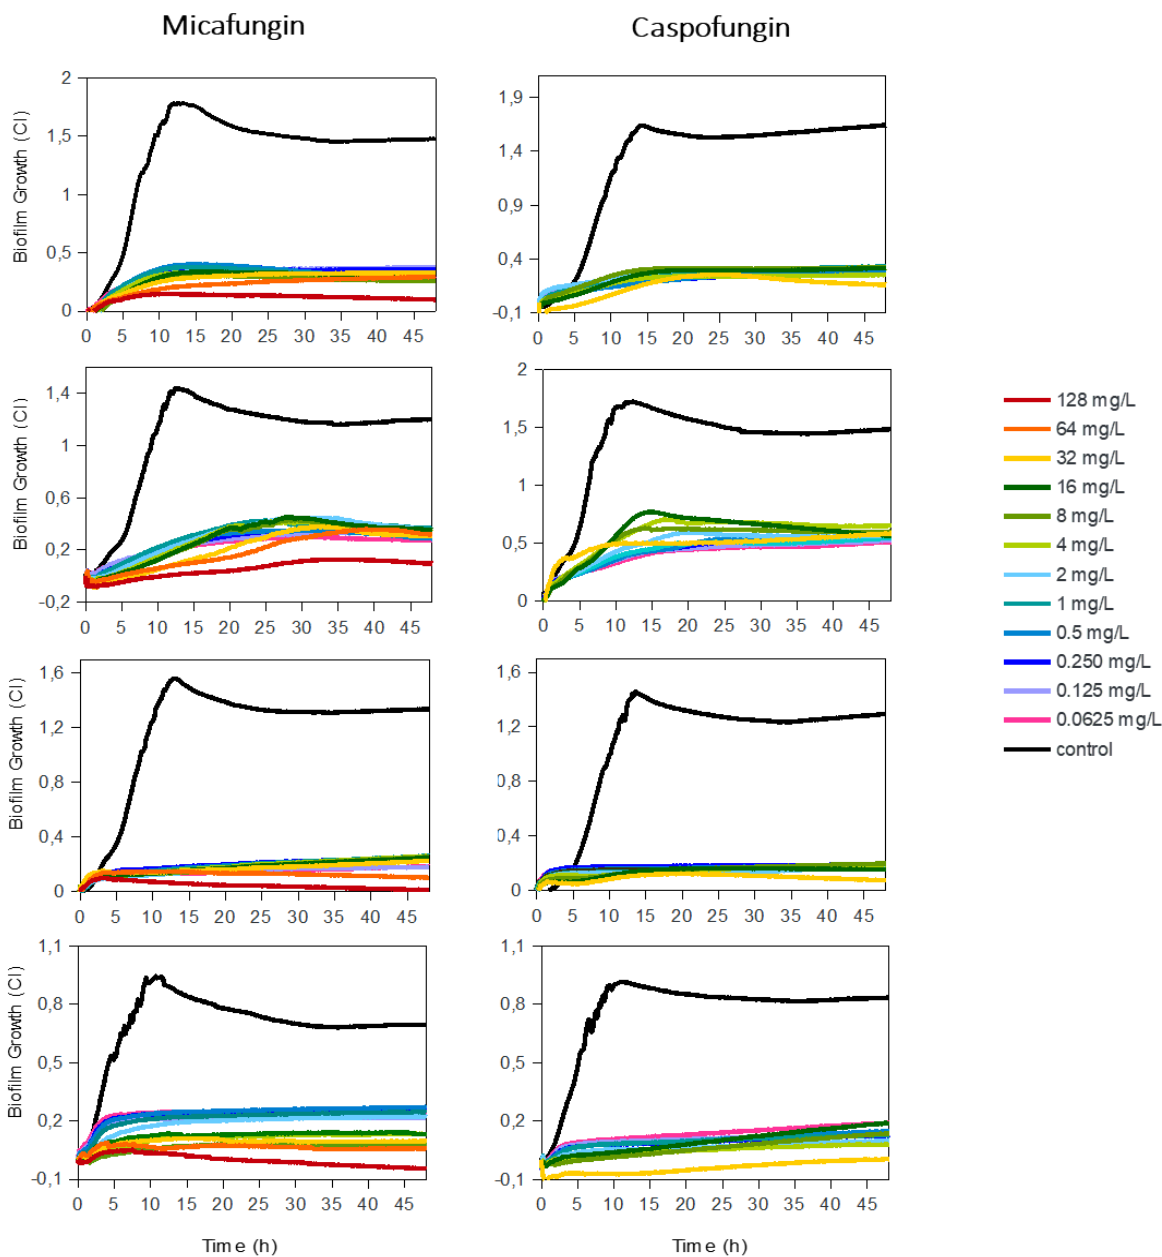 Micafungin
Caspofungin
Biofilm Growth (CI)
2
1,5
1
0,5
0
0 5 10 15 20 25 30 35 40 45
1,9
1,4
0,9
0,4
-0,1
0 5 10 15 20 25 30 35 40 45
Biofilm Growth (CI)
1,4
1
0,6
0,2
-0,2
0 5 10 15 20 25 30 35 40 45
2
1,5
1
0,5
0
0 5 10 15 20 25 30 35 40 45
128 mg/L
64 mg/L
32 mg/L
16 mg/L
8 mg/L
4 mg/L
2 mg/L
1 mg/L
0.5 mg/L
0.250 mg/L
0.125 mg/L
0.0625 mg/L
control
Biofilm Growth (CI)
1,6
1,2
0,8
0,4
0
0 5 10 15 20 25 30 35 40 45
1,6
1,2
0,8
0,4
0
0 5 10 15 20 25 30 35 40 45
Biofilm Growth (CI)
1,1
0,8
0,5
0,2
-0,1
0 5 10 15 20 25 30 35 40 45
Time (h)
1,1
0,8
0,5
0,2
-0,1
0 5 10 15 20 25 30 35 40 45
Time (h)